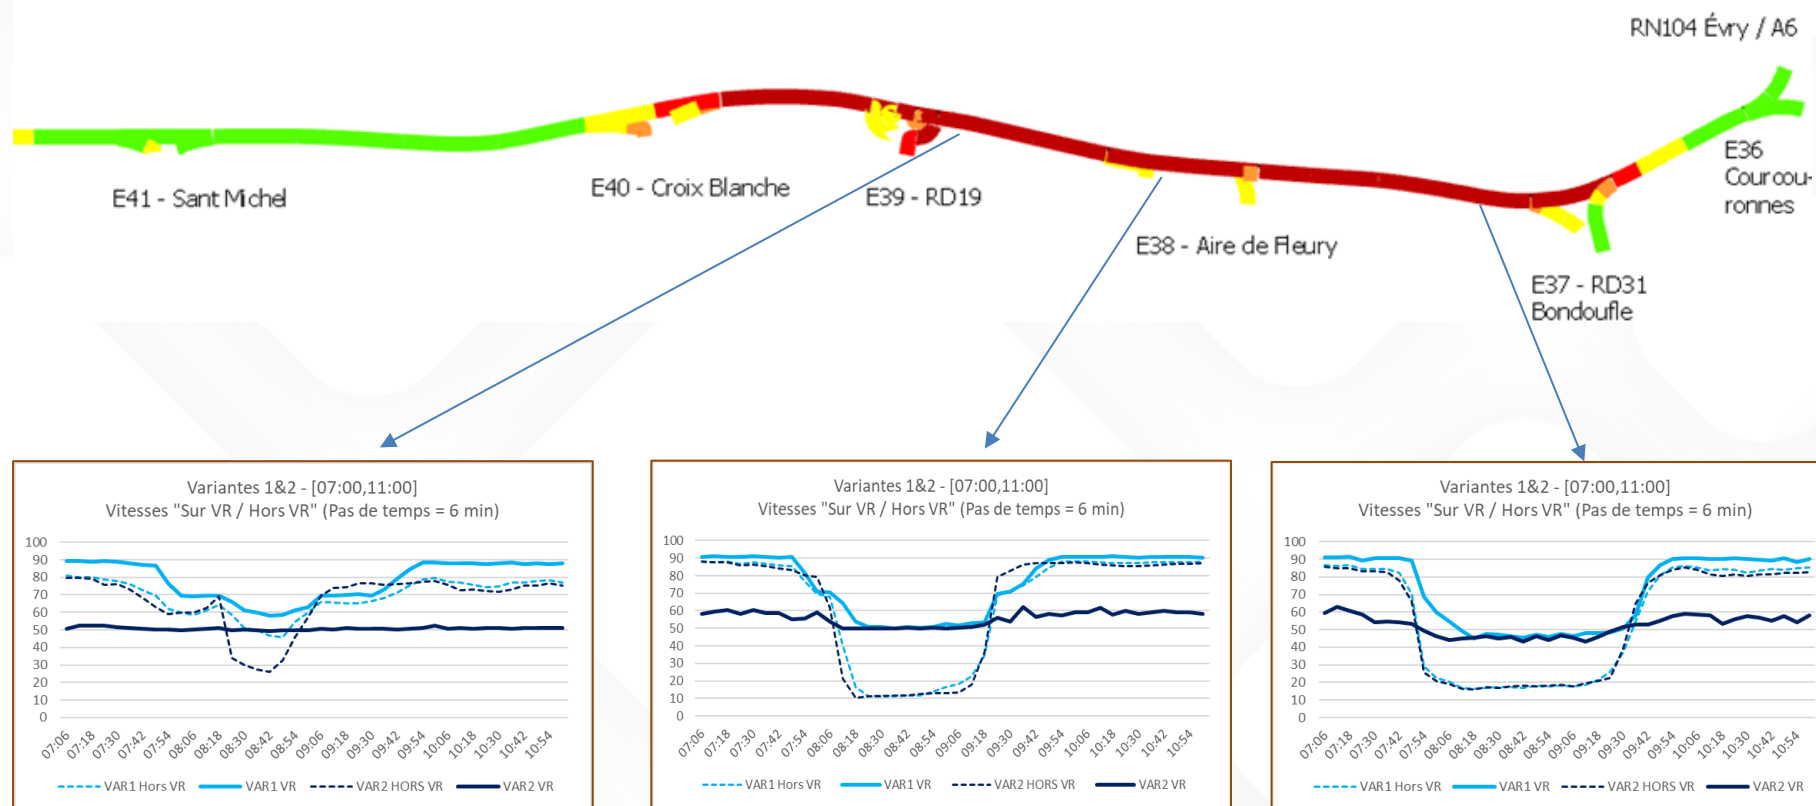 RN104 Évry / A6
E41 - Sant Michel
E40 - Croix Blanche
E39 - RD19
E38 - Aire de Fleury
E37 - RD31
Bondoufle
E36
Courcou-
ronnes
Variantes 1&2 - [07:00,11:00]
Vitesses "Sur VR / Hors VR" (Pas de temps = 6 min)
100
90
80
70
60
50
40
30
20
10
0
07:06 07:18 07:30 07:42 07:54 08:06 08:18 08:30 08:42 08:54 09:06 09:18 09:30 09:42 09:54 10:06 10:18 10:30 10:42 10:54
VAR1 Hors VR VAR1 VR VAR2 HORS VR VAR2 VR
Variantes 1&2 - [07:00,11:00]
Vitesses "Sur VR / Hors VR" (Pas de temps = 6 min)
100
90
80
70
60
50
40
30
20
10
0
07:06 07:18 07:30 07:42 07:54 08:06 08:18 08:30 08:42 08:54 09:06 09:18 09:30 09:42 09:54 10:06 10:18 10:30 10:42 10:54
VAR1 Hors VR VAR1 VR VAR2 HORS VR VAR2 VR
Variantes 1&2 - [07:00,11:00]
Vitesses "Sur VR / Hors VR" (Pas de temps = 6 min)
100
90
80
70
60
50
40
30
20
10
0
07:06 07:18 07:30 07:42 07:54 08:06 08:18 08:30 08:42 08:54 09:06 09:18 09:30 09:42 09:54 10:06 10:18 10:30 10:42 10:54
VAR1 Hors VR VAR1 VR VAR2 HORS VR VAR2 VR